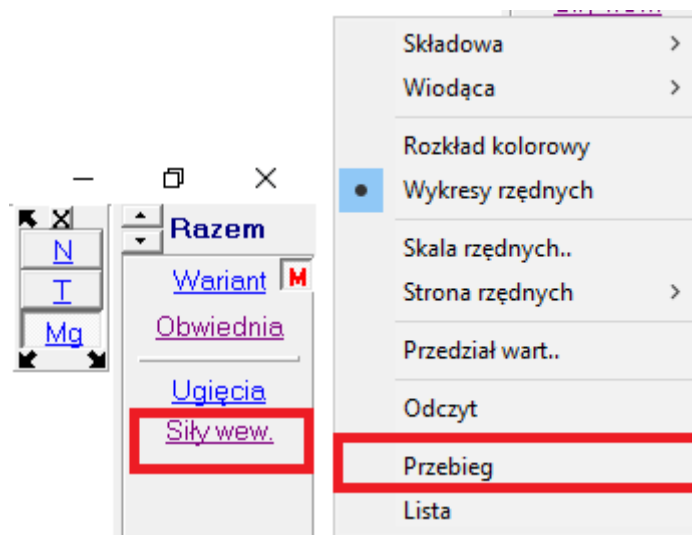 N
T
Mg
Razem
Wariant M
Obwiednia
Ugięcia
Siły wew.
Składowa
Wiodąca
Rozkład kolorowy
Wykresy rzędnych
Skala rzędnych..
Strona rzędnych
Przedział wart..
Odczyt
Przebieg
Lista